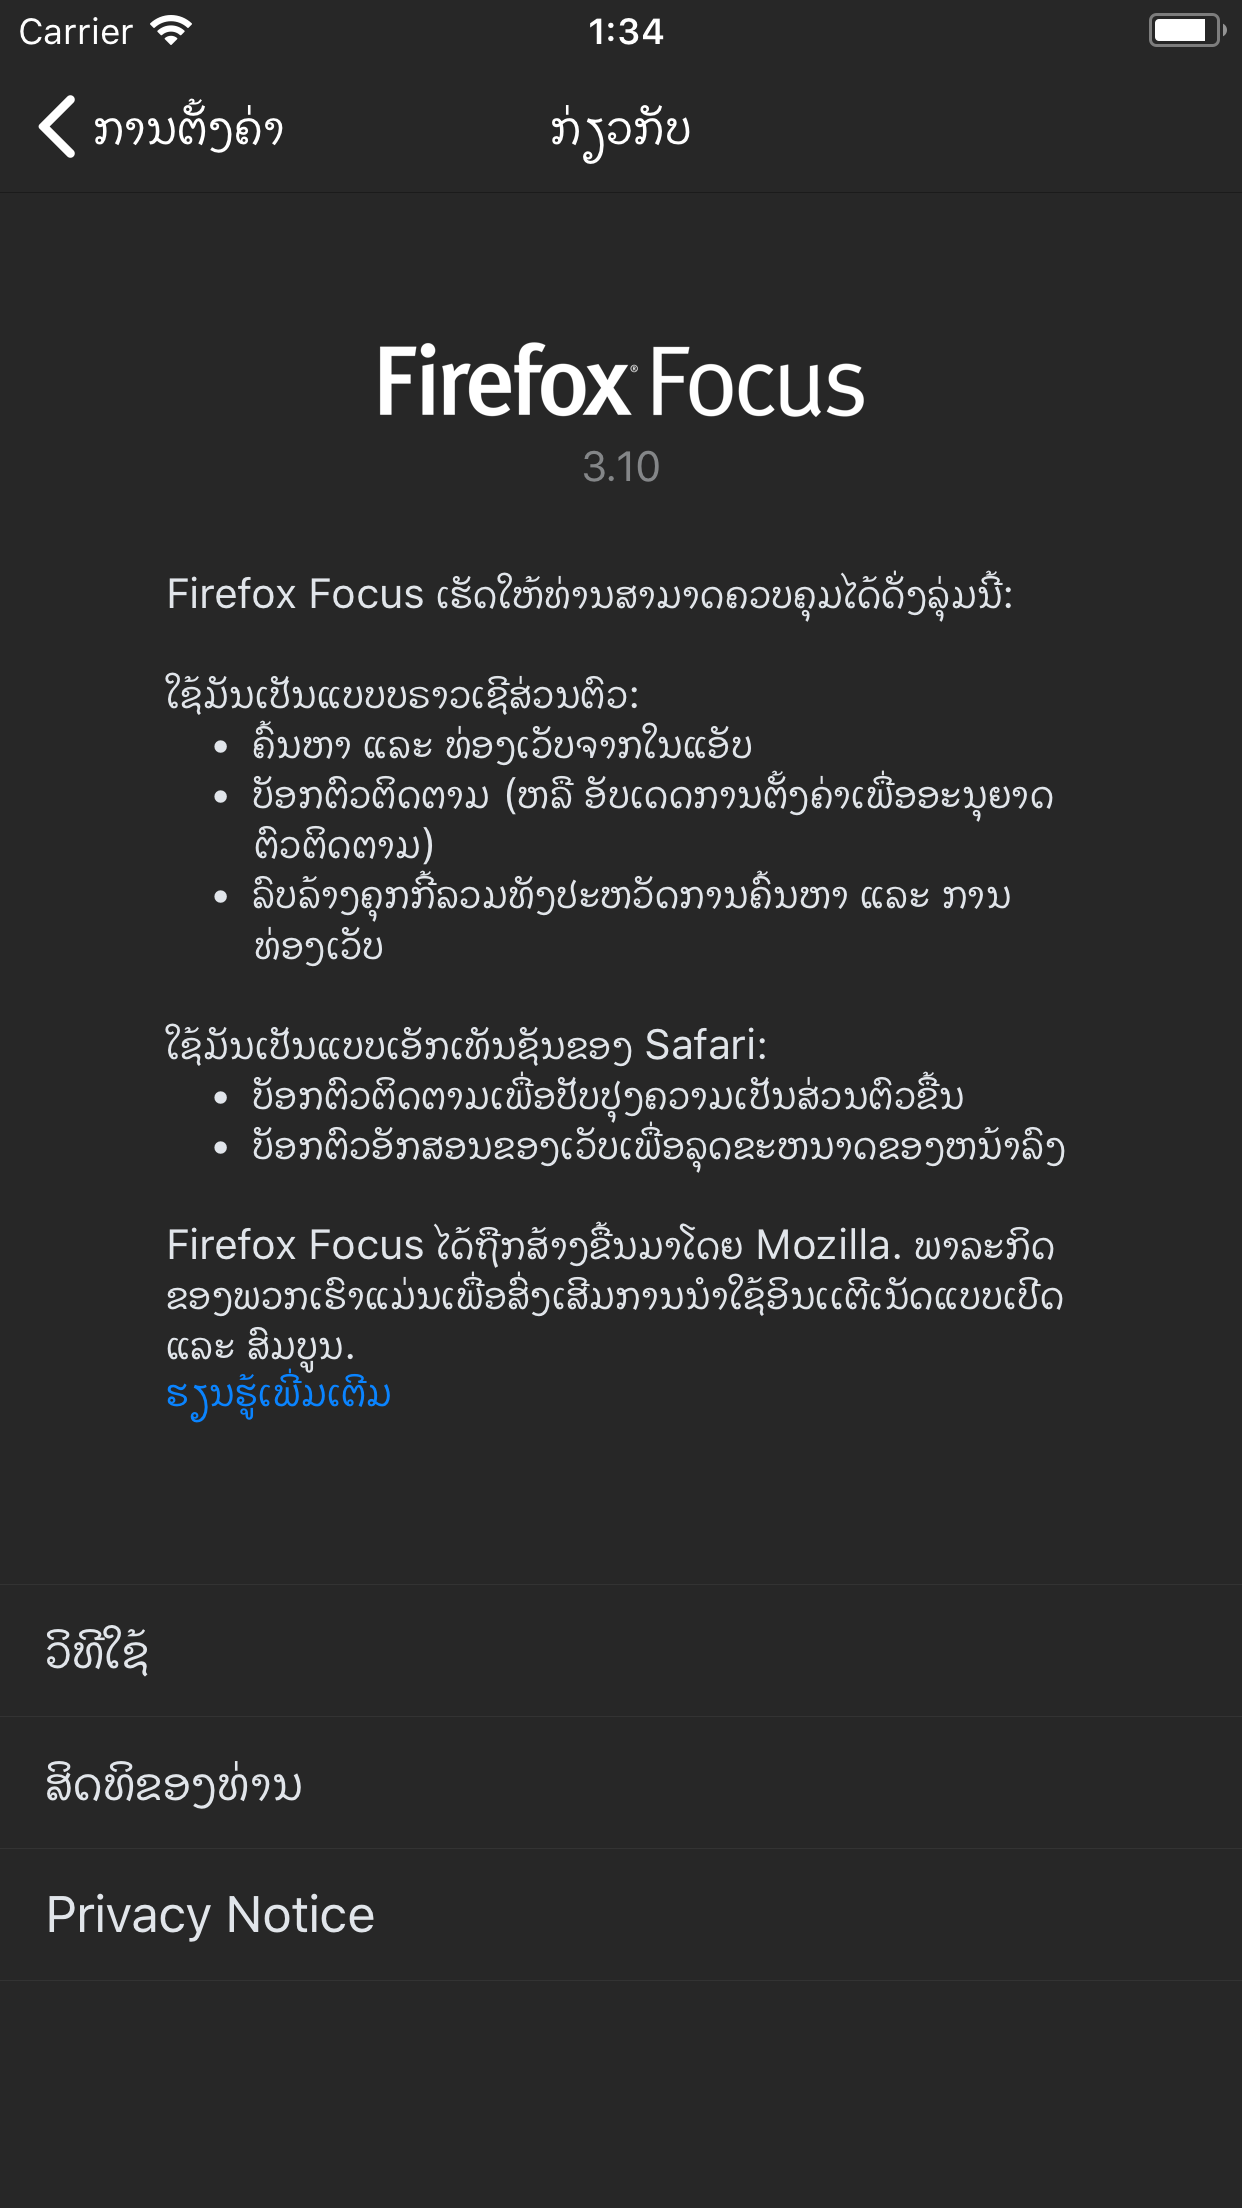 Carrier 1:34
ການຕັ້ງຄ່າ ກ່ຽວກັບ
Firefox® Focus
3.10
Firefox Focus ເຮັດໃຫ້ທ່ານສາມາດຄວບຄຸມໄດ້ດັ່ງລຸ່ມນີ້:
ໃຊ້ມັນເປັນແບບບຣາວເຊີສ່ວນຕົວ:
• ຄົ້ນຫາ ແລະ ທ່ອງເວັບຈາກໃນແອັບ
• ບັອກຕົວຕິດຕາມ (ຫລື ອັບເດດການຕັ້ງຄ່າເພື່ອອະນຸຍາດ
ຕົວຕິດຕາມ)
• ລົບລ້າງຄຸກກີ້ລວມທັງປະຫວັດການຄົ້ນຫາ ແລະ ການ
ທ່ອງເວັບ
ໃຊ້ມັນເປັນແບບເອັກເທັນຊັນຂອງ Safari:
• ບັອກຕົວຕິດຕາມເພື່ອປັບປຸງຄວາມເປັນສ່ວນຕົວຂື້ນ
• ບັອກຕົວອັກສອນຂອງເວັບເພື່ອລຸດຂະຫນາດຂອງຫນ້າລົງ
Firefox Focus ໄດ້ຖືກສ້າງຂື້ນມາໂດຍ Mozilla. ພາລະກິດ
ຂອງພວກເຮົາແມ່ນເພື່ອສົ່ງເສີມການນຳໃຊ້ອິນເຕີເນັດແບບເປີດ
ແລະ ສົມບູນ.
ຮຽນຮູ້ເພີ່ມເຕີມ
ວິທີໃຊ້
ສິດທິຂອງທ່ານ
Privacy Notice